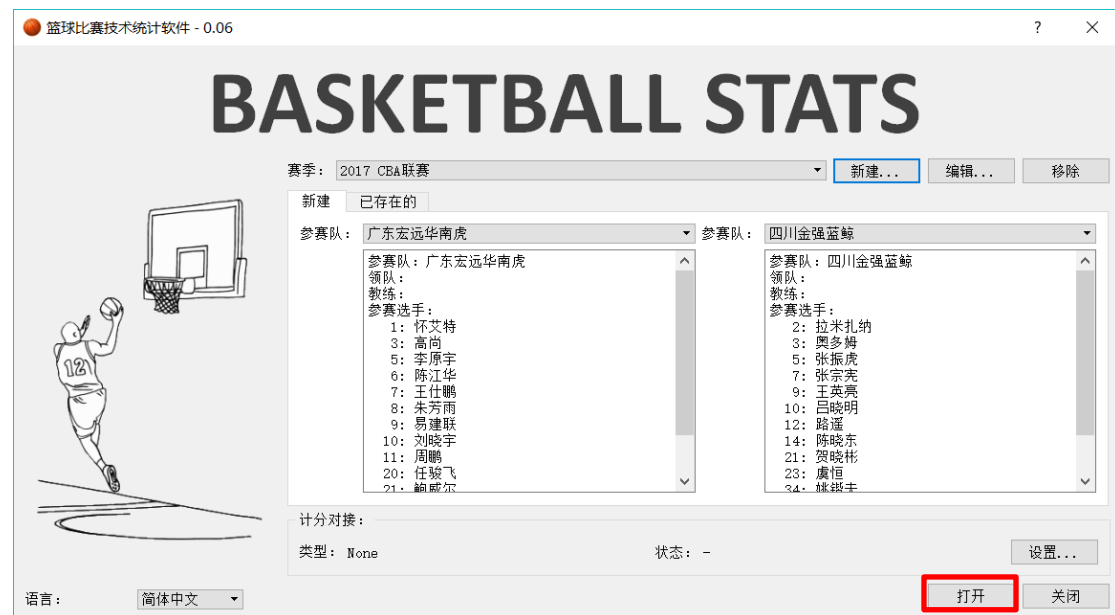 篮球比赛技术统计软件 - 0.06
BASKETBALL STATS
赛季： 2017 CBA联赛 新建... 编辑... 移除
新建 已存在的
参赛队： 广东宏远华南虎 参赛队： 四川金强蓝鲸
参赛队：广东宏远华南虎
领队：
教练：
参赛选手：
1: 怀艾特
3: 高尚
5: 李原宇
6: 陈江华
7: 王仕鹏
8: 朱芳雨
9: 易建联
10: 刘晓宇
11: 周鹏
20: 任骏飞
21: 鲍威尔
参赛队：四川金强蓝鲸
领队：
教练：
参赛选手：
2: 拉米扎纳
3: 奥多姆
5: 张振虎
7: 张宗宪
9: 王英亮
10: 吕晓明
12: 路遥
14: 陈晓东
21: 贺晓彬
23: 虞恒
34:
12
计分对接：
类型： None 状态： - 设置...
打开 关闭
语言： 简体中文